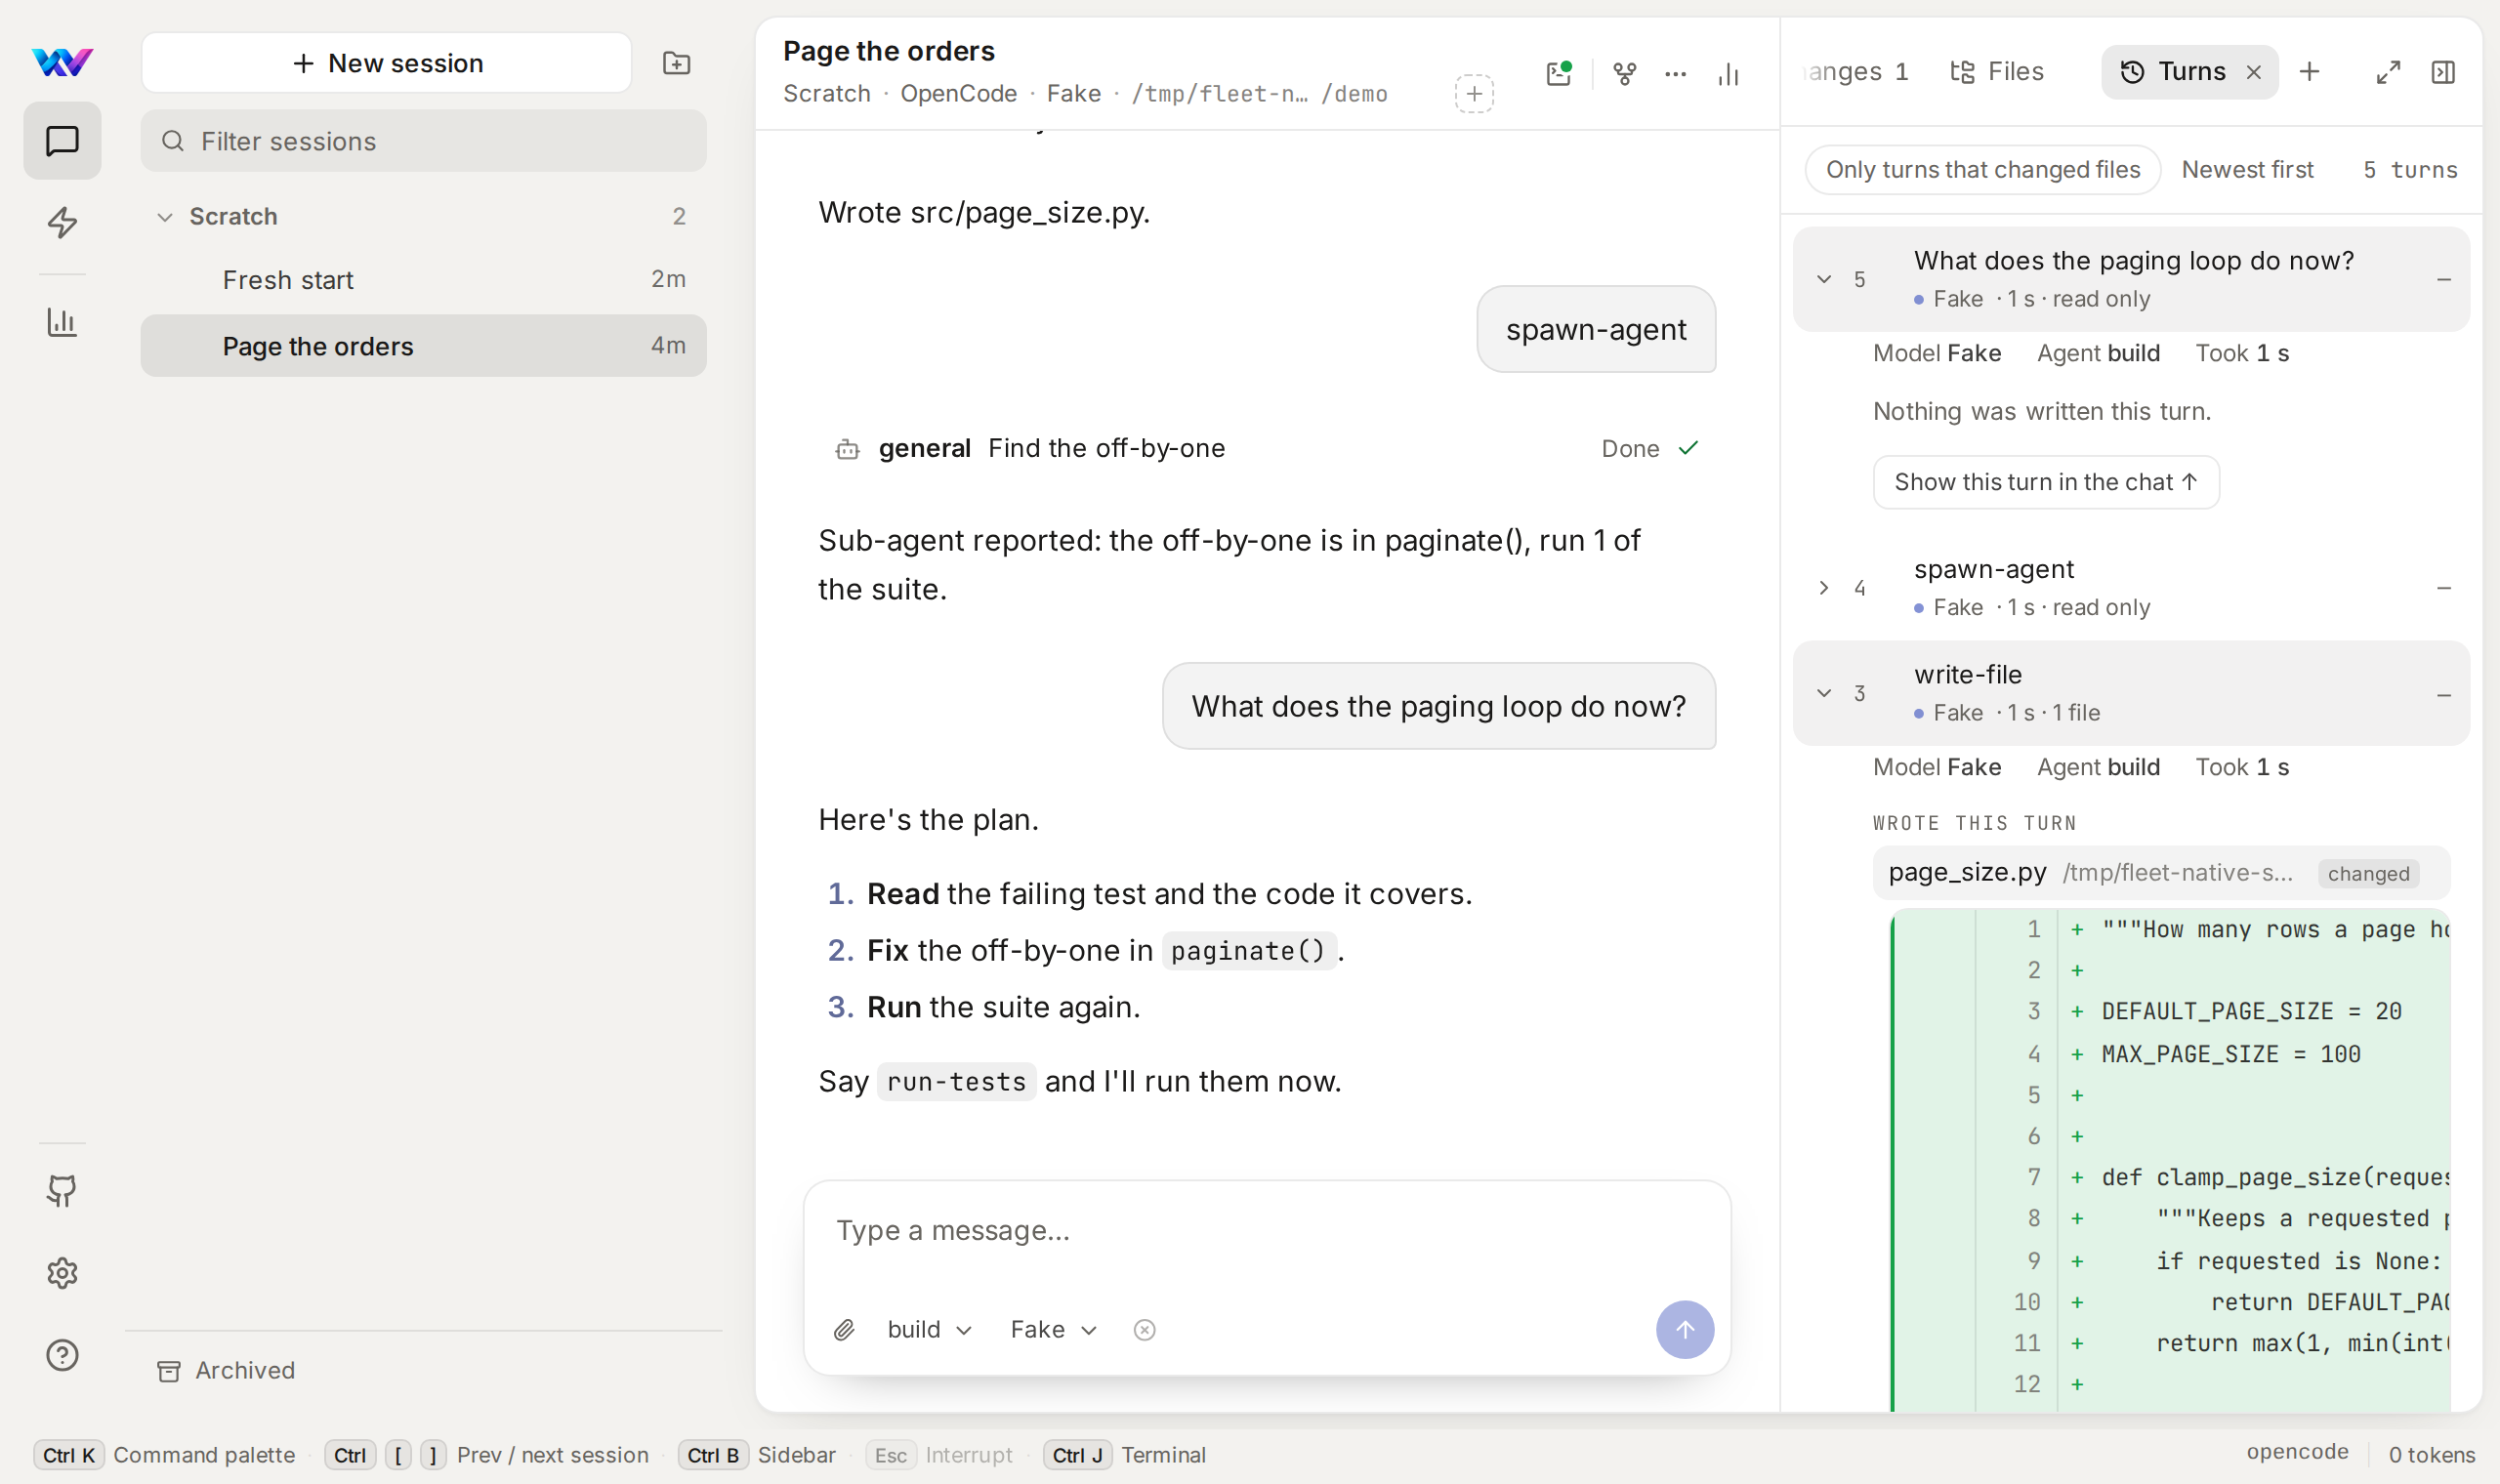 New session
Filter sessions
Scratch 2
Fresh start 2m
Page the orders 4m
Archived
Page the orders
Scratch · OpenCode · Fake · /tmp/fleet-n… /demo
Wrote src/page_size.py.
spawn-agent
general Find the off-by-one Done
Sub-agent reported: the off-by-one is in paginate(), run 1 of
the suite.
What does the paging loop do now?
Here's the plan.
1. Read the failing test and the code it covers.
2. Fix the off-by-one in paginate().
3. Run the suite again.
Say run-tests and I'll run them now.
Type a message...
build Fake
anges 1 Files Turns
Only turns that changed files Newest first 5 turns
5 What does the paging loop do now? –
Fake · 1 s · read only
Model Fake Agent build Took 1 s
Nothing was written this turn.
Show this turn in the chat ↑
4 spawn-agent –
Fake · 1 s · read only
3 write-file –
Fake · 1 s · 1 file
Model Fake Agent build Took 1 s
WROTE THIS TURN
page_size.py /tmp/fleet-native-s… changed
1 + """How many rows a page ho
2 +
3 + DEFAULT_PAGE_SIZE = 20
4 + MAX_PAGE_SIZE = 100
5 +
6 +
7 + def clamp_page_size(reques
8 + """Keeps a requested p
9 + if requested is None:
10 + return DEFAULT_PAG
11 + return max(1, min(int(
12 +
Ctrl K Command palette · Ctrl [ ] Prev / next session · Ctrl B Sidebar · Esc Interrupt · Ctrl J Terminal
opencode 0 tokens